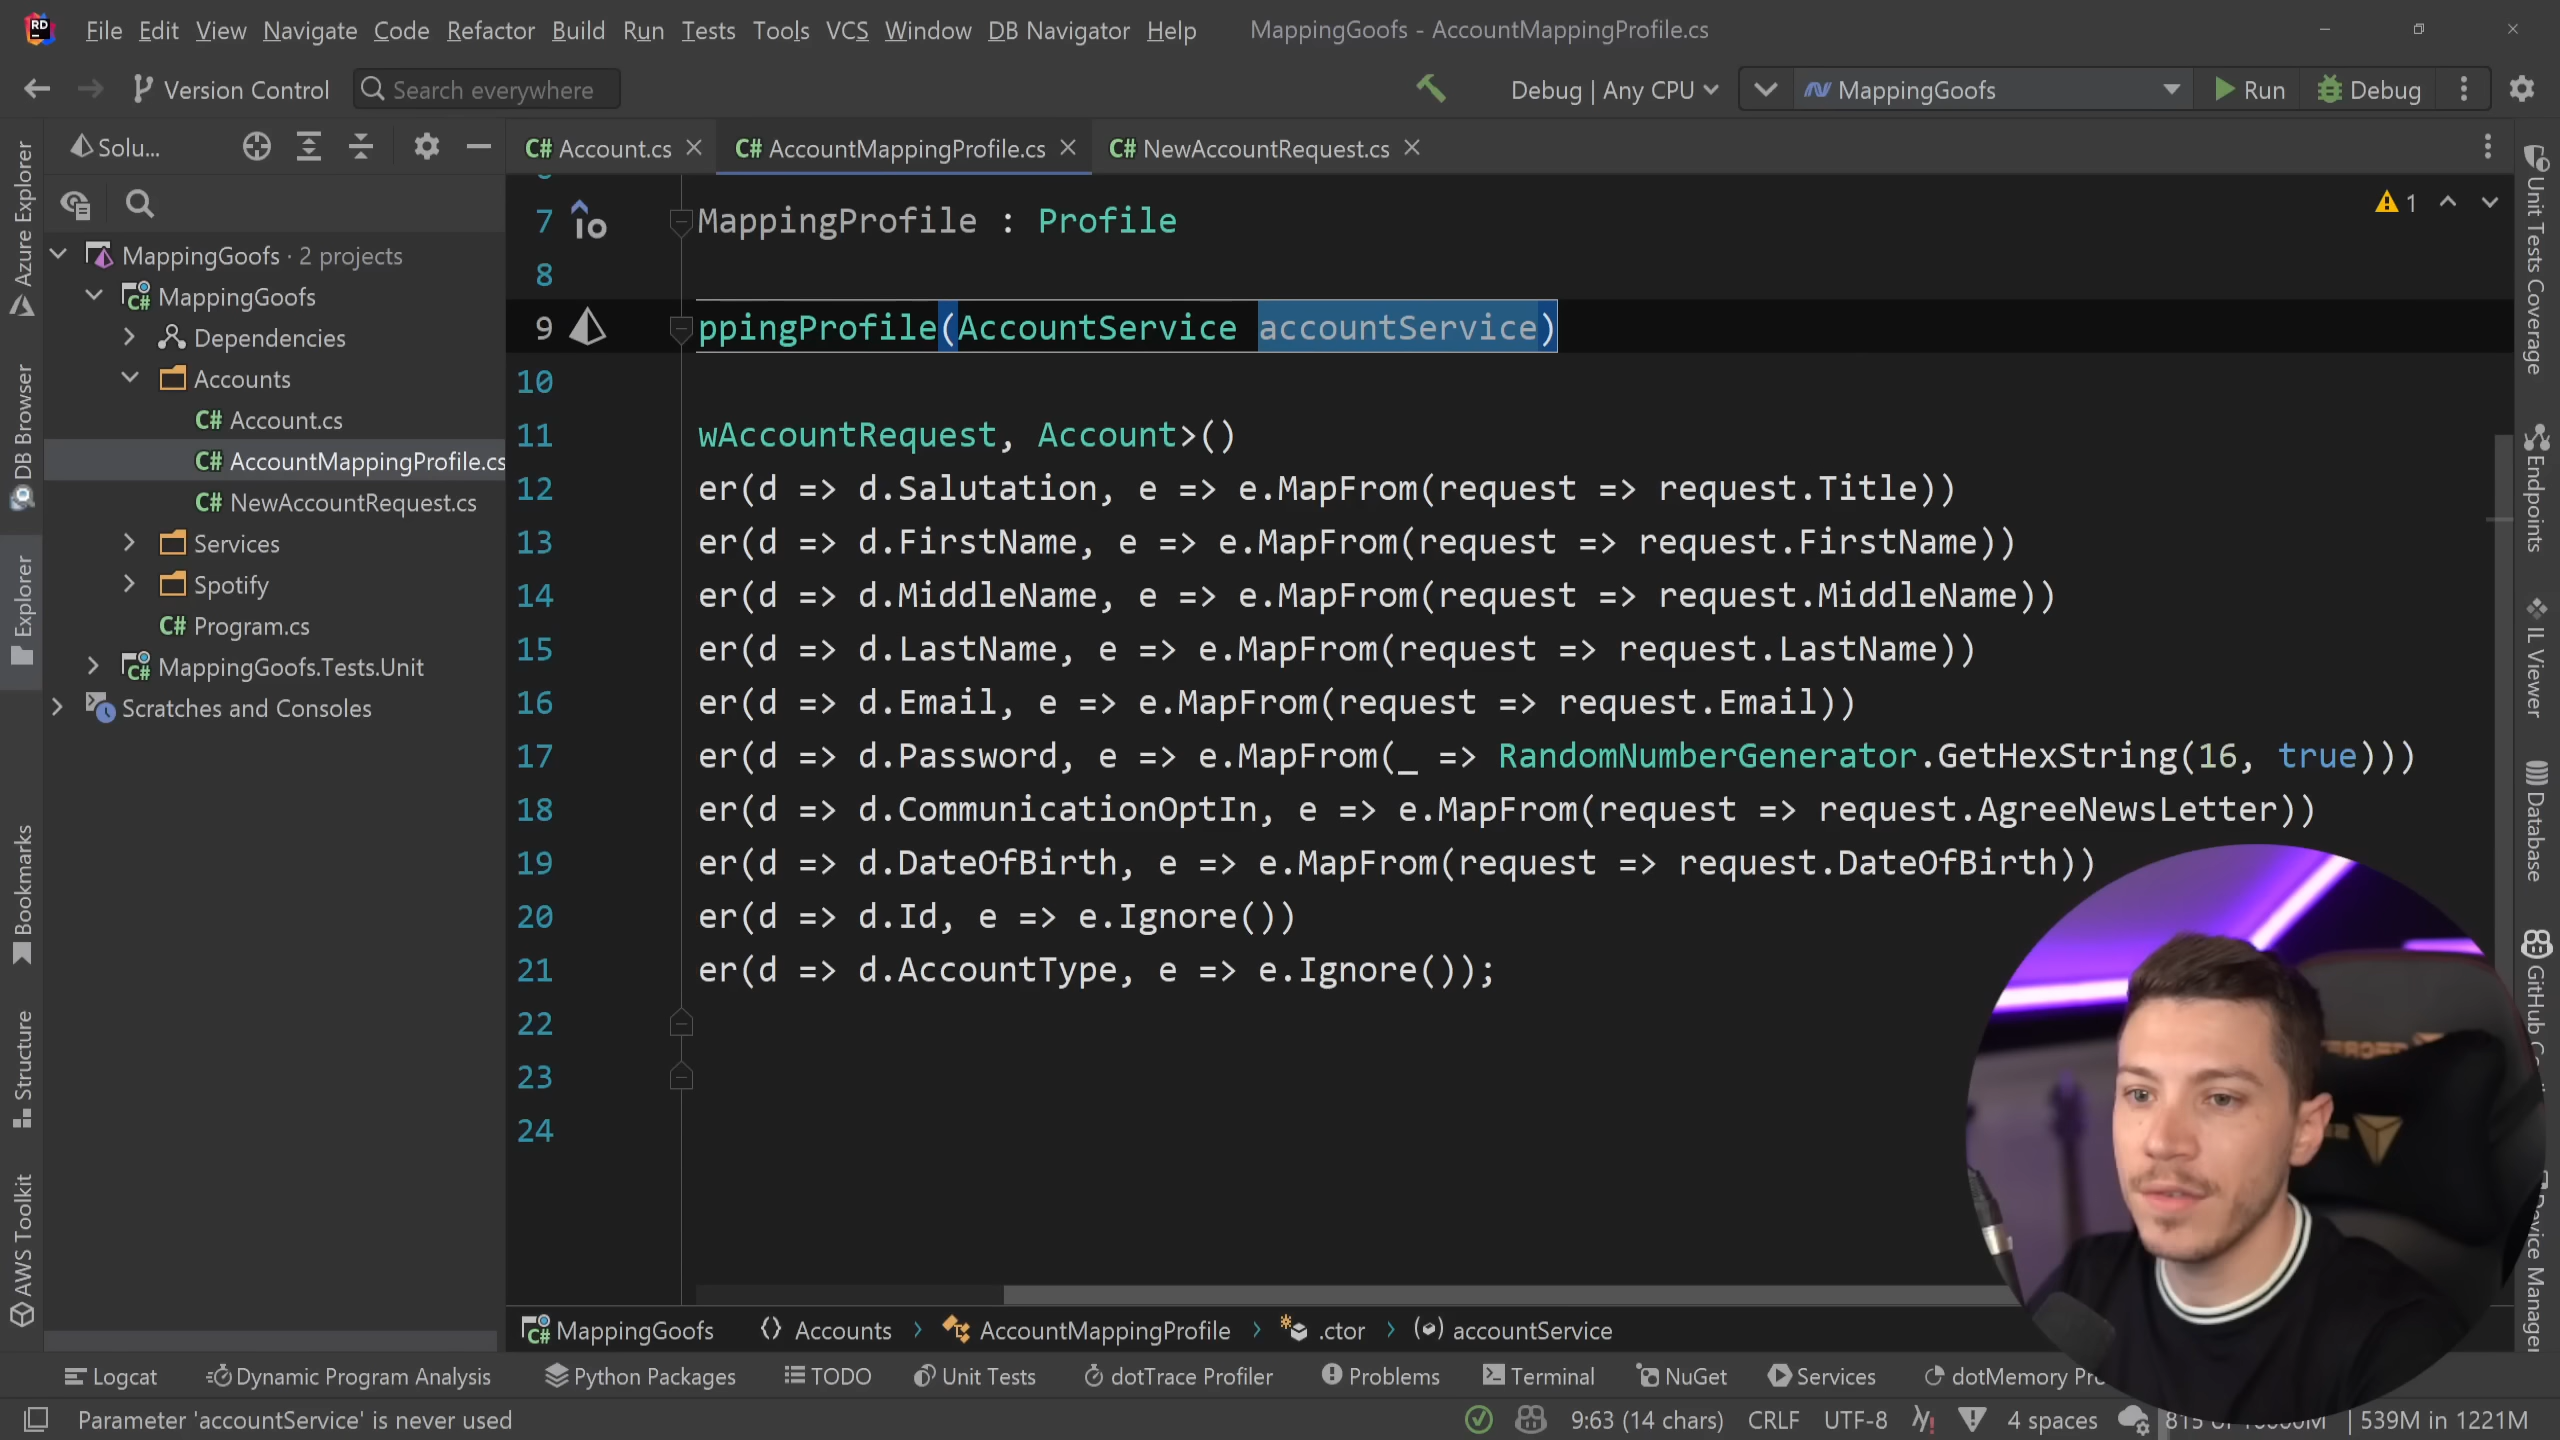 RD File Edit View Navigate Code Refactor Build Run Tests Tools VCS Window DB Navigator Help MappingGoofs - AccountMappingProfile.cs
Version Control Search everywhere Debug | Any CPU MappingGoofs Run Debug
Solu... C# Account.cs C# AccountMappingProfile.cs C# NewAccountRequest.cs
MappingGoofs · 2 projects
C# MappingGoofs
Dependencies
Accounts
C# Account.cs
C# AccountMappingProfile.cs
C# NewAccountRequest.cs
Services
Spotify
C# Program.cs
C# MappingGoofs.Tests.Unit
Scratches and Consoles
Azure Explorer
DB Browser
Explorer
Bookmarks
Structure
AWS Toolkit
1
7 MappingProfile : Profile
8
9 ppingProfile(AccountService accountService)
10
11 wAccountRequest, Account>()
12 er(d => d.Salutation, e => e.MapFrom(request => request.Title))
13 er(d => d.FirstName, e => e.MapFrom(request => request.FirstName))
14 er(d => d.MiddleName, e => e.MapFrom(request => request.MiddleName))
15 er(d => d.LastName, e => e.MapFrom(request => request.LastName))
16 er(d => d.Email, e => e.MapFrom(request => request.Email))
17 er(d => d.Password, e => e.MapFrom(_ => RandomNumberGenerator.GetHexString(16, true)))
18 er(d => d.CommunicationOptIn, e => e.MapFrom(request => request.AgreeNewsLetter))
19 er(d => d.DateOfBirth, e => e.MapFrom(request => request.DateOfBirth))
20 er(d => d.Id, e => e.Ignore())
21 er(d => d.AccountType, e => e.Ignore());
22
23
24
Unit Tests Coverage
Endpoints
IL Viewer
Database
GitHub Co
Device Manager
C# MappingGoofs {} Accounts AccountMappingProfile .ctor accountService
Logcat Dynamic Program Analysis Python Packages TODO Unit Tests dotTrace Profiler Problems Terminal NuGet Services dotMemory Pro
Parameter 'accountService' is never used 9:63 (14 chars) CRLF UTF-8 4 spaces 539M in 1221M